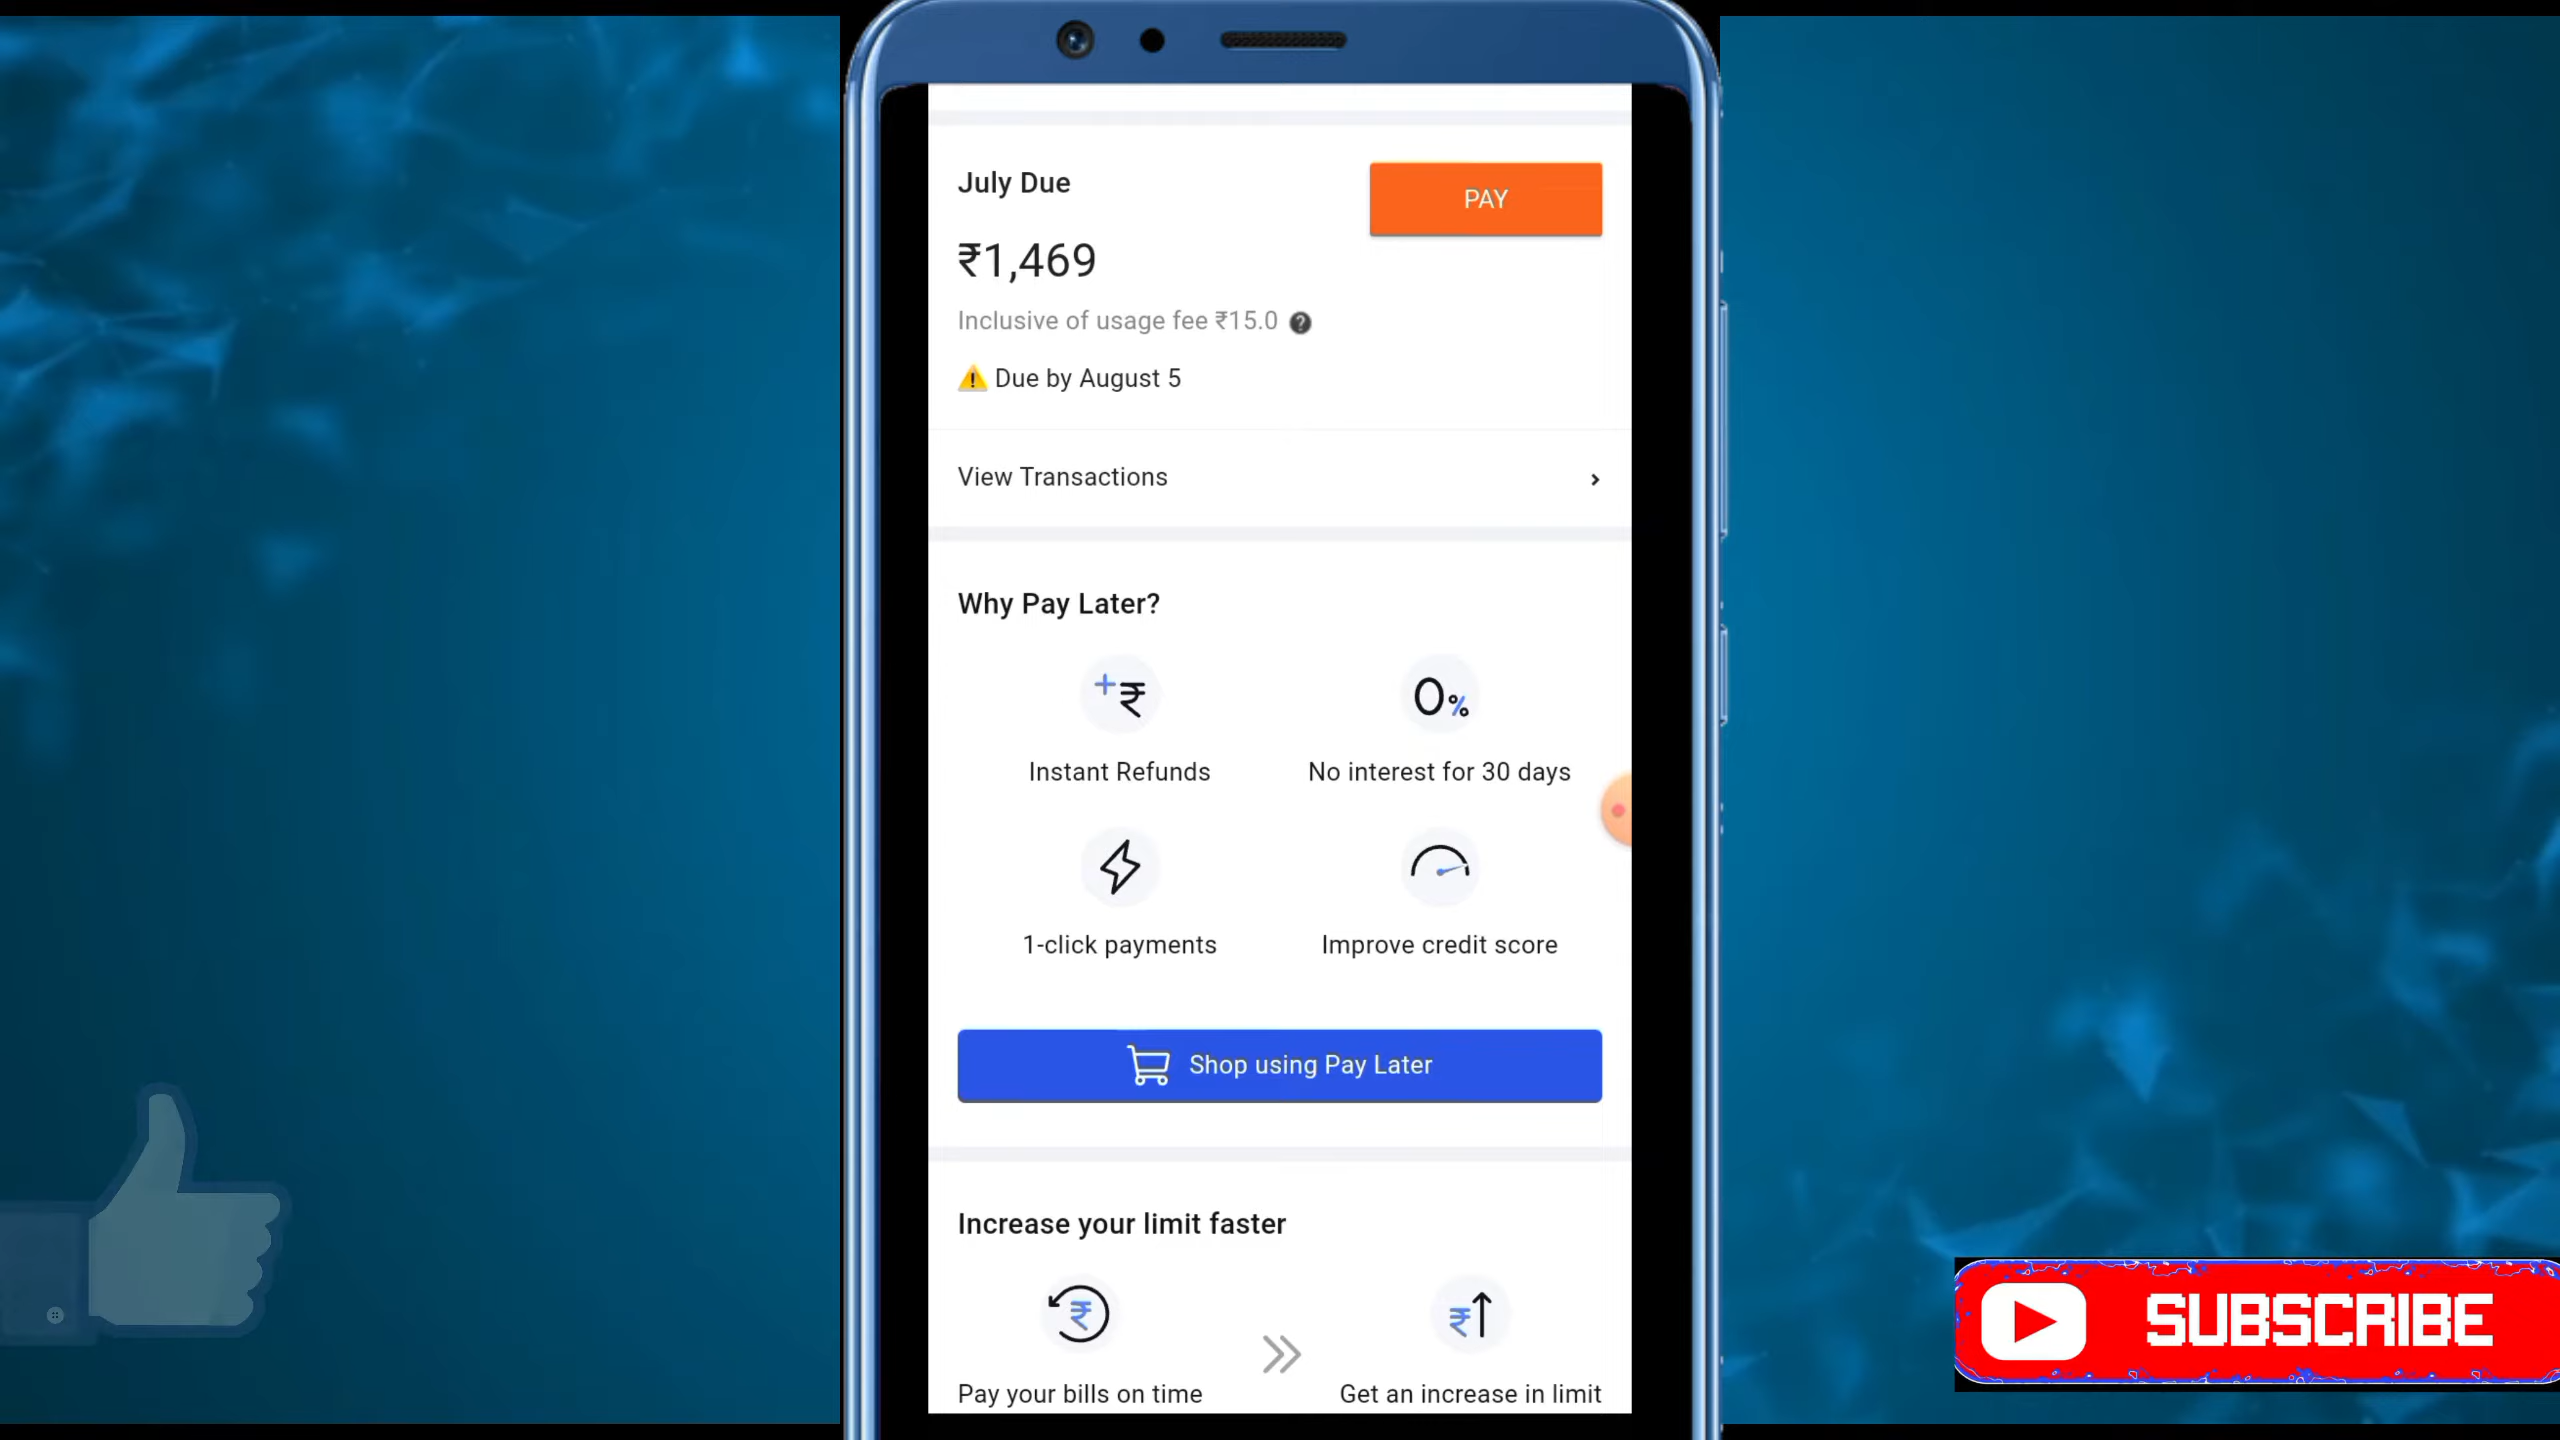 July Due
PAY
₹1,469
Inclusive of usage fee ₹15.0 ?
Due by August 5
View Transactions
Why Pay Later?
+₹
0%
Instant Refunds
No interest for 30 days
1-click payments
Improve credit score
Shop using Pay Later
Increase your limit faster
₹
₹
Pay your bills on time
Get an increase in limit
SUBSCRIBE